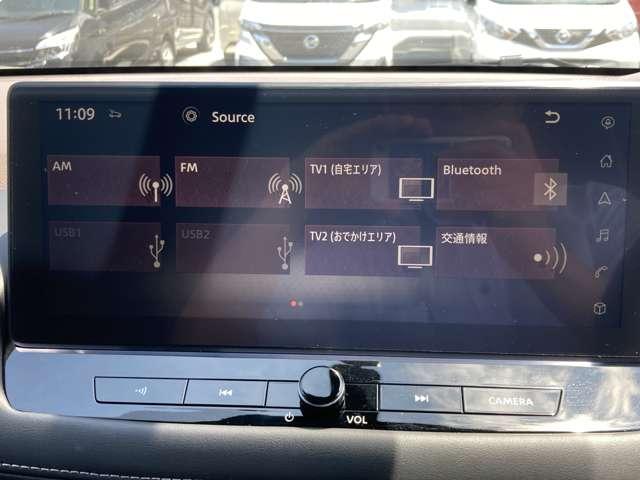 11:09
Source
AM
FM
TV1 (自宅エリア)
Bluetooth
USB1
USB2
TV2 (おでかけエリア)
交通情報
VOL
CAMERA